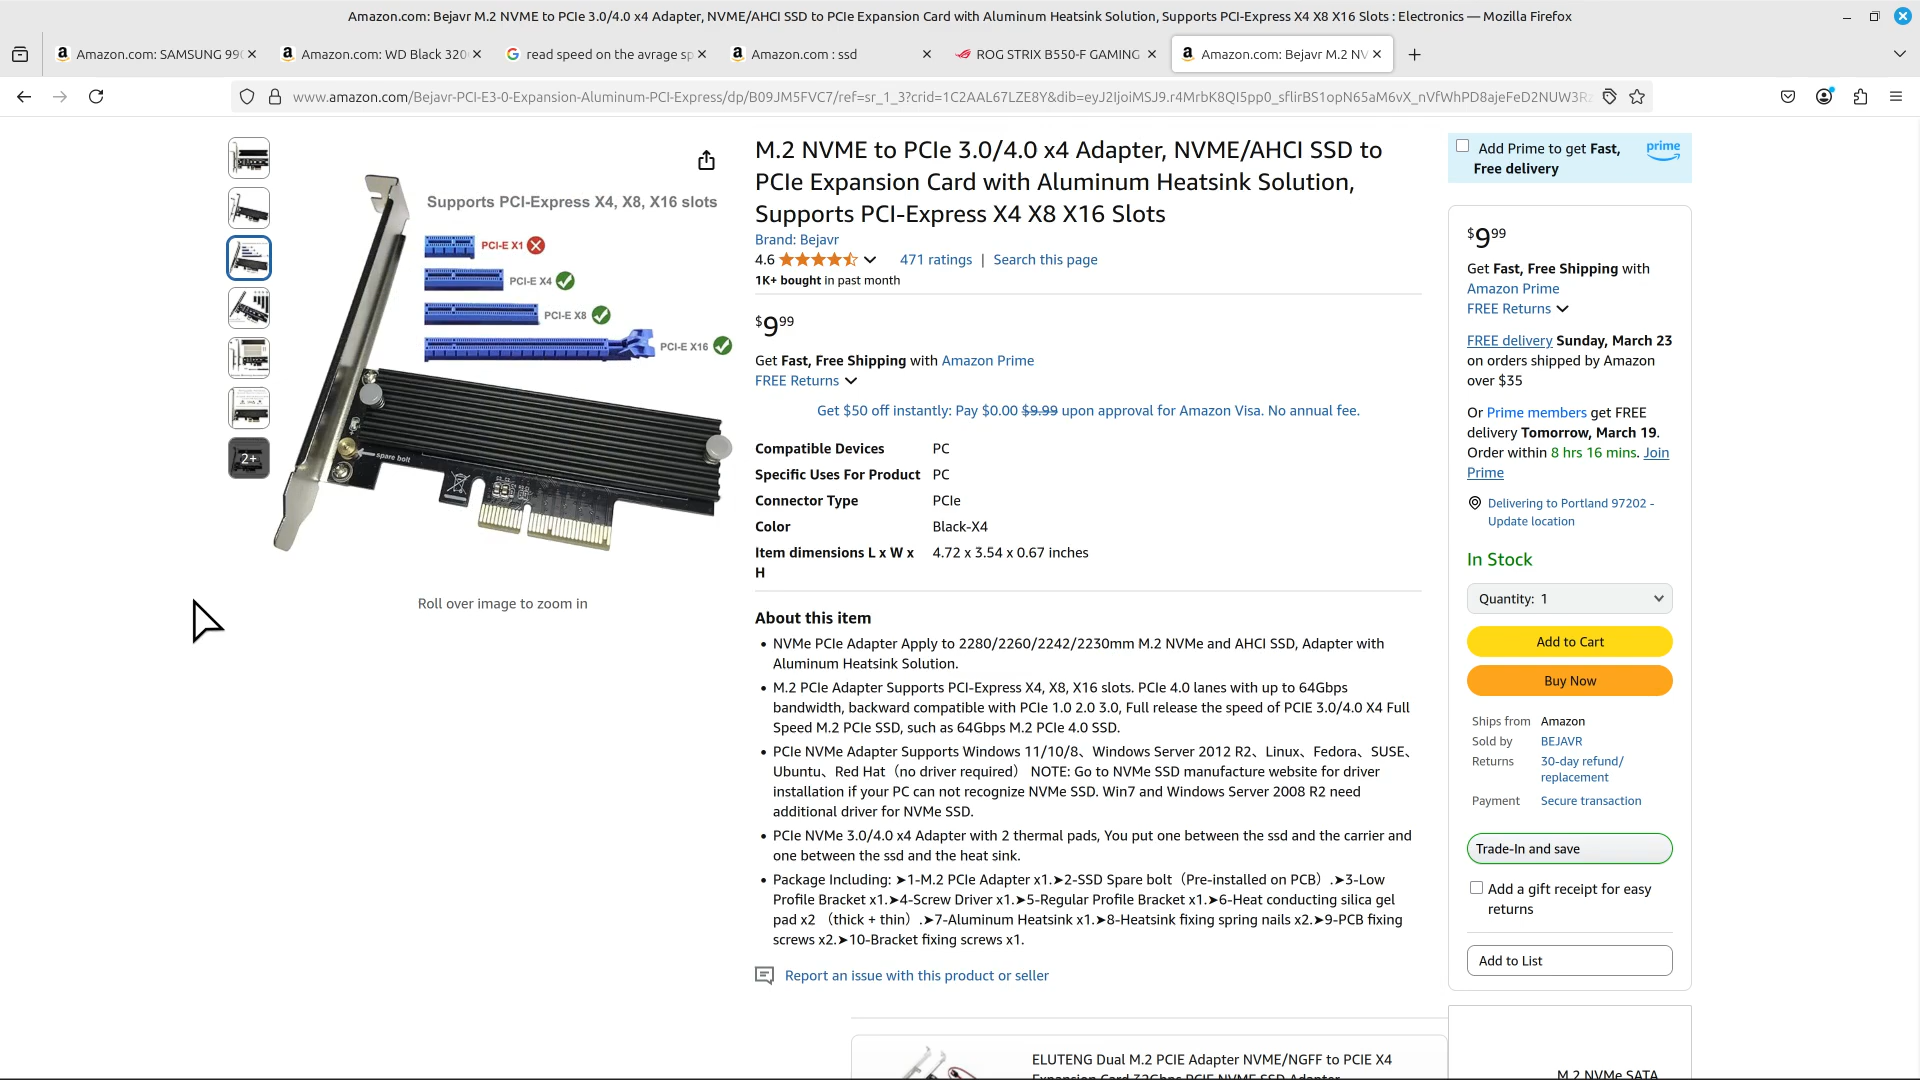 Amazon.com: Bejavr M.2 NVME to PCIe 3.0/4.0 x4 Adapter, NVME/AHCI SSD to PCIe Expansion Card with Aluminum Heatsink Solution, Supports PCI-Express X4 X8 X16 Slots : Electronics — Mozilla Firefox
Amazon.com: SAMSUNG 99
Amazon.com: WD Black 320
read speed on the avrage sp
Amazon.com : ssd
ROG STRIX B550-F GAMING
Amazon.com: Bejavr M.2 NV
www.amazon.com/Bejavr-PCI-E3-0-Expansion-Aluminum-PCI-Express/dp/B09JM5FVC7/ref=sr_1_3?crid=1C2AAL67LZE8Y&dib=eyJ2IjoiMSJ9.r4MrbK8QI5pp0_sflirBS1opN65aM6vX_nVfWhPD8ajeFeD2NUW3R
2+
Supports PCI-Express X4, X8, X16 slots
PCI-E X1
PCI-E X4
PCI-E X8
PCI-E X16
spare bolt
Roll over image to zoom in
M.2 NVME to PCIe 3.0/4.0 x4 Adapter, NVME/AHCI SSD to
PCIe Expansion Card with Aluminum Heatsink Solution,
Supports PCI-Express X4 X8 X16 Slots
Brand: Bejavr
4.6 471 ratings | Search this page
1K+ bought in past month
$9.99
Get Fast, Free Shipping with Amazon Prime
FREE Returns
Get $50 off instantly: Pay $0.00 $9.99 upon approval for Amazon Visa. No annual fee.
Compatible Devices PC
Specific Uses For Product PC
Connector Type PCIe
Color Black-X4
Item dimensions L x W x 4.72 x 3.54 x 0.67 inches
H
About this item
• NVMe PCIe Adapter Apply to 2280/2260/2242/2230mm M.2 NVMe and AHCI SSD, Adapter with
Aluminum Heatsink Solution.
• M.2 PCIe Adapter Supports PCI-Express X4, X8, X16 slots. PCIe 4.0 lanes with up to 64Gbps
bandwidth, backward compatible with PCIe 1.0 2.0 3.0, Full release the speed of PCIE 3.0/4.0 X4 Full
Speed M.2 PCIe SSD, such as 64Gbps M.2 PCIe 4.0 SSD.
• PCIe NVMe Adapter Supports Windows 11/10/8、Windows Server 2012 R2、Linux、Fedora、SUSE、
Ubuntu、Red Hat（no driver required） NOTE: Go to NVMe SSD manufacture website for driver
installation if your PC can not recognize NVMe SSD. Win7 and Windows Server 2008 R2 need
additional driver for NVMe SSD.
• PCIe NVMe 3.0/4.0 x4 Adapter with 2 thermal pads, You put one between the ssd and the carrier and
one between the ssd and the heat sink.
• Package Including: ➤1-M.2 PCIe Adapter x1.➤2-SSD Spare bolt（Pre-installed on PCB）.➤3-Low
Profile Bracket x1.➤4-Screw Driver x1.➤5-Regular Profile Bracket x1.➤6-Heat conducting silica gel
pad x2 （thick + thin）.➤7-Aluminum Heatsink x1.➤8-Heatsink fixing spring nails x2.➤9-PCB fixing
screws x2.➤10-Bracket fixing screws x1.
Report an issue with this product or seller
ELUTENG Dual M.2 PCIE Adapter NVME/NGFF to PCIE X4
Expansion Card 32Gbps PCIE NVME SSD Adapter
Add Prime to get Fast,
Free delivery
prime
$9.99
Get Fast, Free Shipping with
Amazon Prime
FREE Returns
FREE delivery Sunday, March 23
on orders shipped by Amazon
over $35
Or Prime members get FREE
delivery Tomorrow, March 19.
Order within 8 hrs 16 mins. Join
Prime
Delivering to Portland 97202 -
Update location
In Stock
Quantity: 1
Add to Cart
Buy Now
Ships from Amazon
Sold by BEJAVR
Returns 30-day refund/
replacement
Payment Secure transaction
Trade-In and save
Add a gift receipt for easy
returns
Add to List
M.2 NVMe SATA